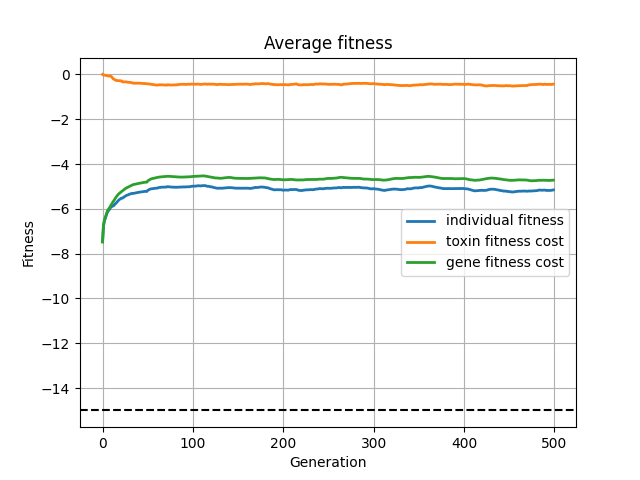 Average fitness
Fitness
0
−2
−4
−6
−8
−10
−12
−14
individual fitness
toxin fitness cost
gene fitness cost
0
100
200
300
400
500
Generation